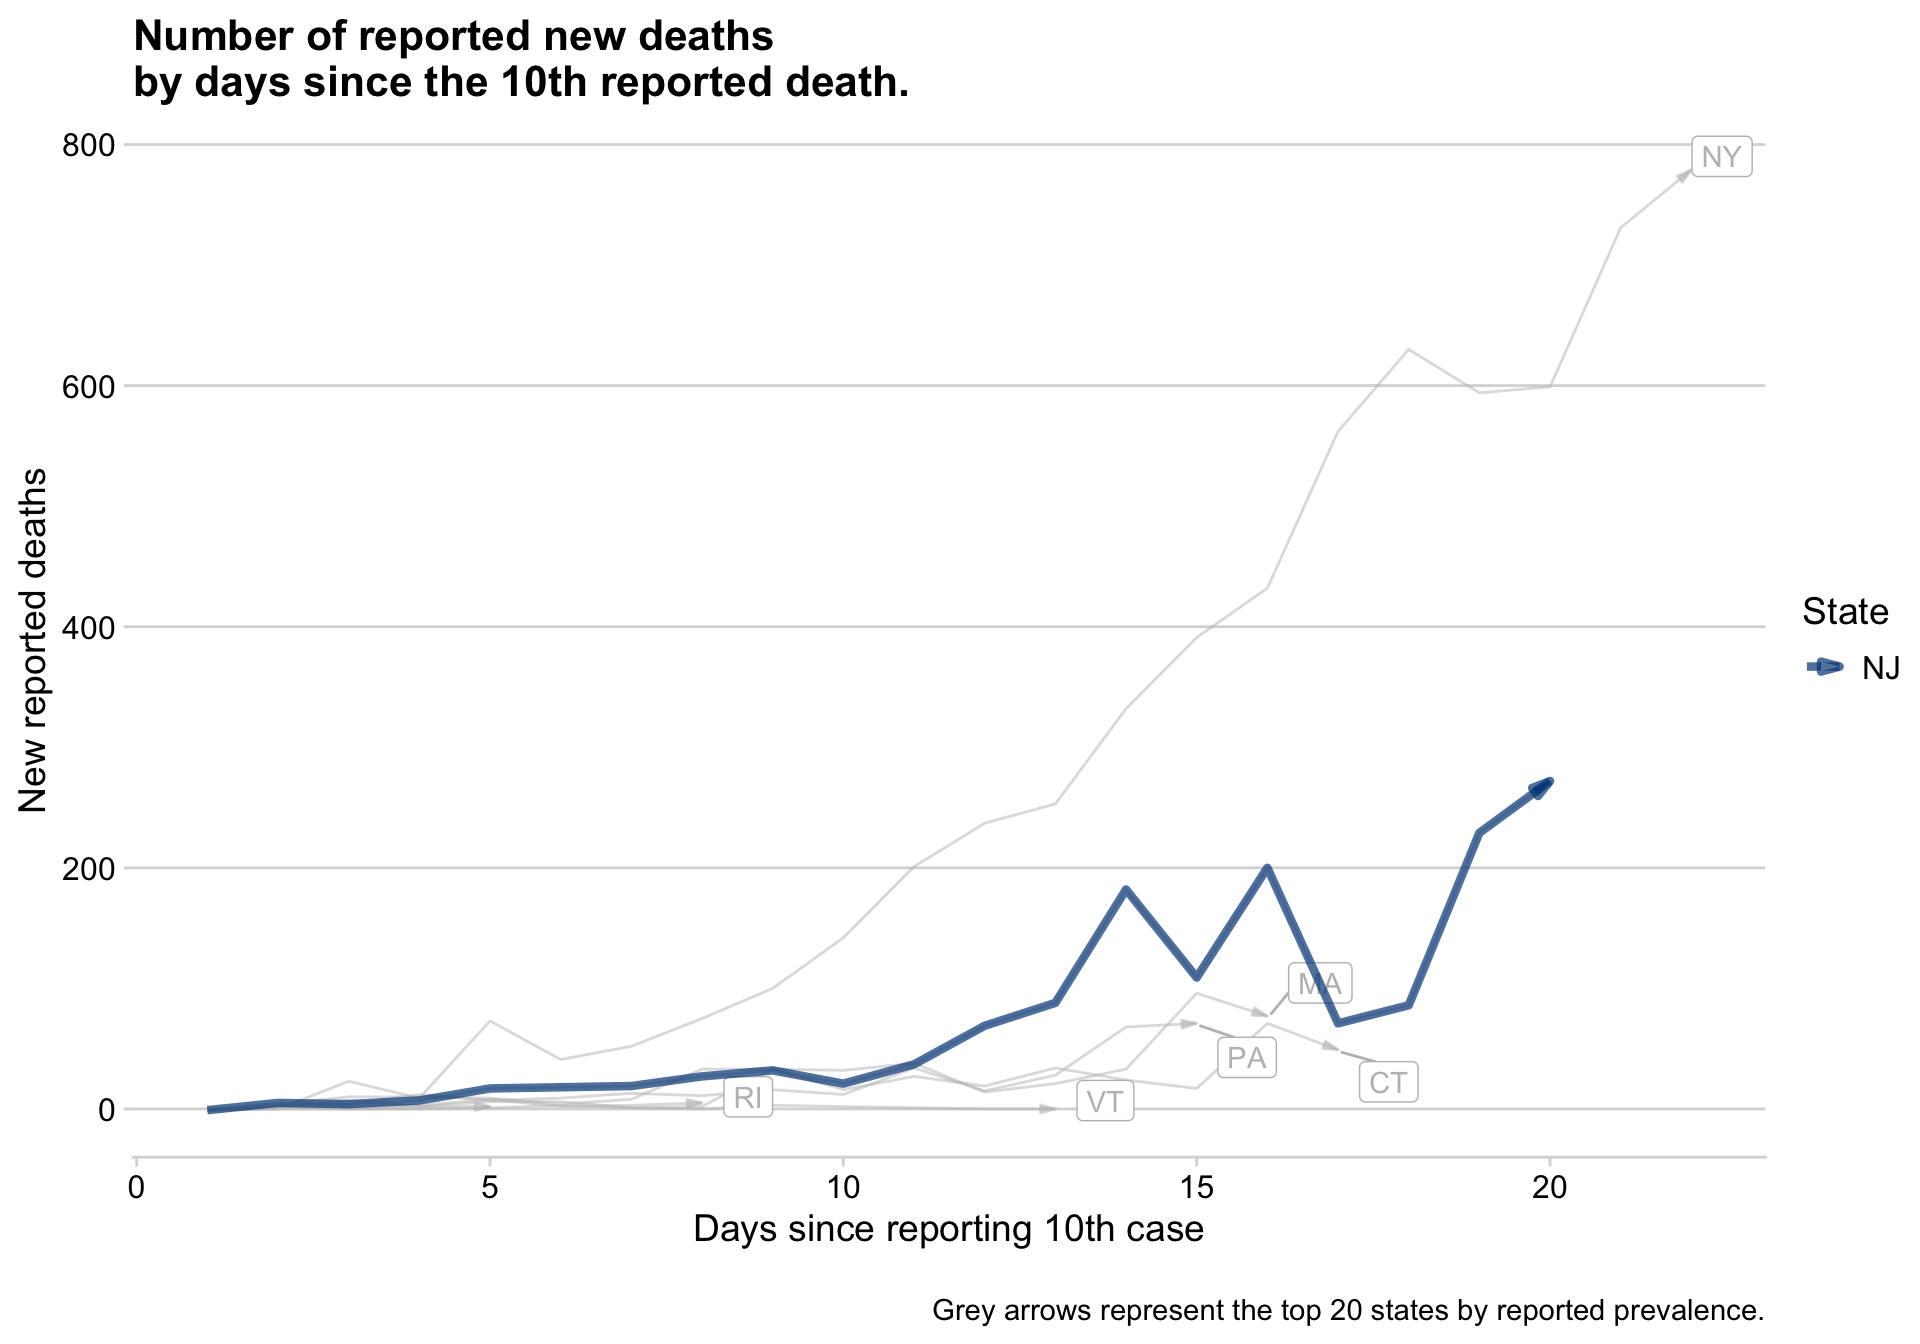 Number of reported new deaths
by days since the 10th reported death.
New reported deaths
800
600
400
200
0
NY
MA
PA
CT
RI
VT
State
NJ
0 5 10 15 20
Days since reporting 10th case
Grey arrows represent the top 20 states by reported prevalence.